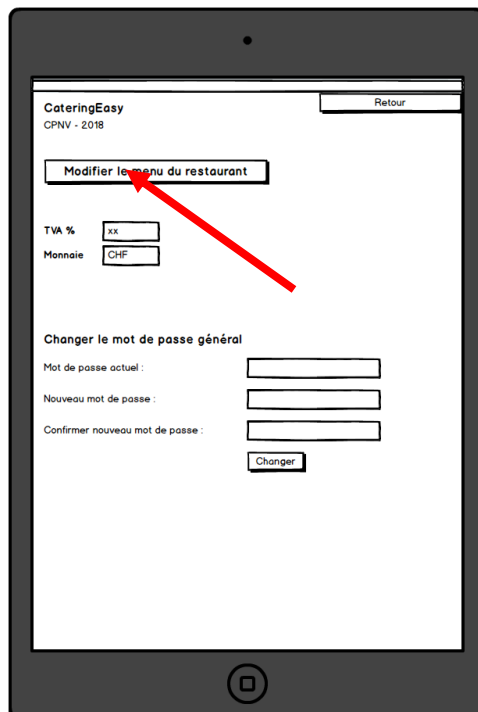 CateringEasy
Retour
CPNV - 2018
Modifier le menu du restaurant
TVA % xx
Monnaie CHF
Changer le mot de passe général
Mot de passe actuel :
Nouveau mot de passe :
Confirmer nouveau mot de passe :
Changer